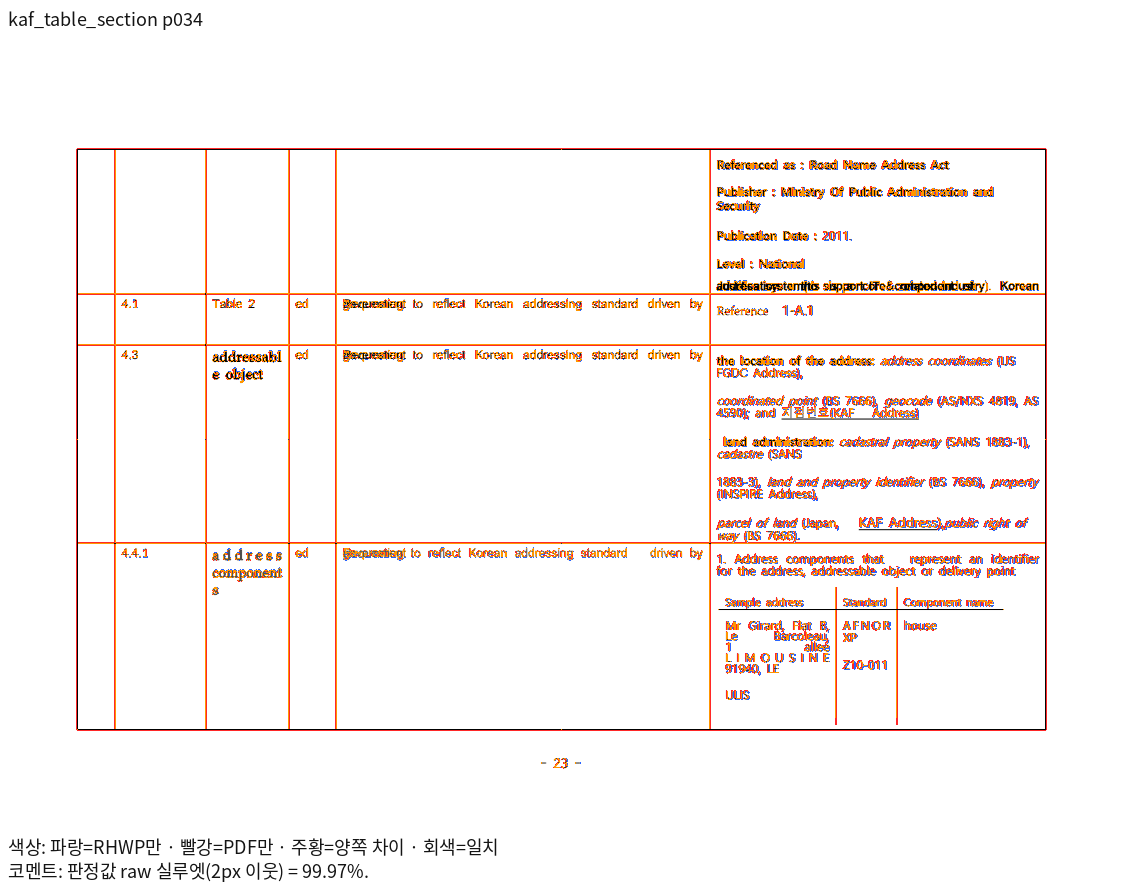 kaf_table_section p034
Referenced as : Road Name Address Act
Publisher : Ministry Of Public Administration and
Security
Publication Date : 2011.
Level : National
Korean
4.1 Table 2 ed to reflect Korean addressing standard driven by
Reference 1-A.1
4.3 addressabl ed to reflect Korean addressing standard driven by
e object
the location of the address: address coordinates (US
FGDC Address),
coordinated point (BS 7666), geocode (AS/NXS 4819, AS
4590); and 지점번호(KAF Address)
land administration: cadastral property (SANS 1883-1),
cadastre (SANS
1883-3), land and property identifier (BS 7666), property
(INSPIRE Address),
parcel of land (Japan, KAF Address),public right of
way (BS 7666).
4.4.1 address ed to reflect Korean addressing standard driven by
component
s
1. Address components that represent an identifier
for the address, addressable object or delivery point
Sample address Standard Component name
Mr Girard, Flat B, AFNOR house
Le Barcoleau, XP
1 allée
LIMOUSINE Z10-011
91940, LE
ULIS
- 23 -
색상: 파랑=RHWP만 · 빨강=PDF만 · 주황=양쪽 차이 · 회색=일치
코멘트: 판정값 raw 실루엣(2px 이웃) = 99.97%.